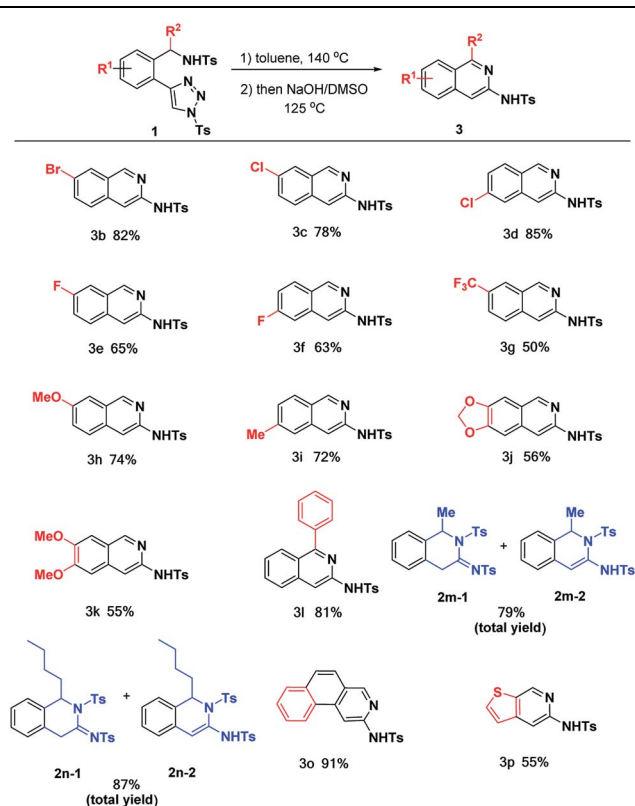 R²
NHTs
R¹
N
N
N
Ts
1
1) toluene, 140 °C
2) then NaOH/DMSO
125 °C
R²
R¹
N
NHTs
3
Br
N
NHTs
3b 82%
Cl
N
NHTs
3c 78%
Cl
N
NHTs
3d 85%
F
N
NHTs
3e 65%
F
N
NHTs
3f 63%
F₃C
N
NHTs
3g 50%
MeO
N
NHTs
3h 74%
Me
N
NHTs
3i 72%
O
O
N
NHTs
3j 56%
MeO
MeO
N
NHTs
3k 55%
N
NHTs
3l 81%
Me
Ts
N
NTs
2m-1
+
Me
Ts
N
NHTs
2m-2
79%
(total yield)
Ts
N
NTs
2n-1
+
Ts
N
NHTs
2n-2
87%
(total yield)
N
NHTs
3o 91%
S
N
NHTs
3p 55%